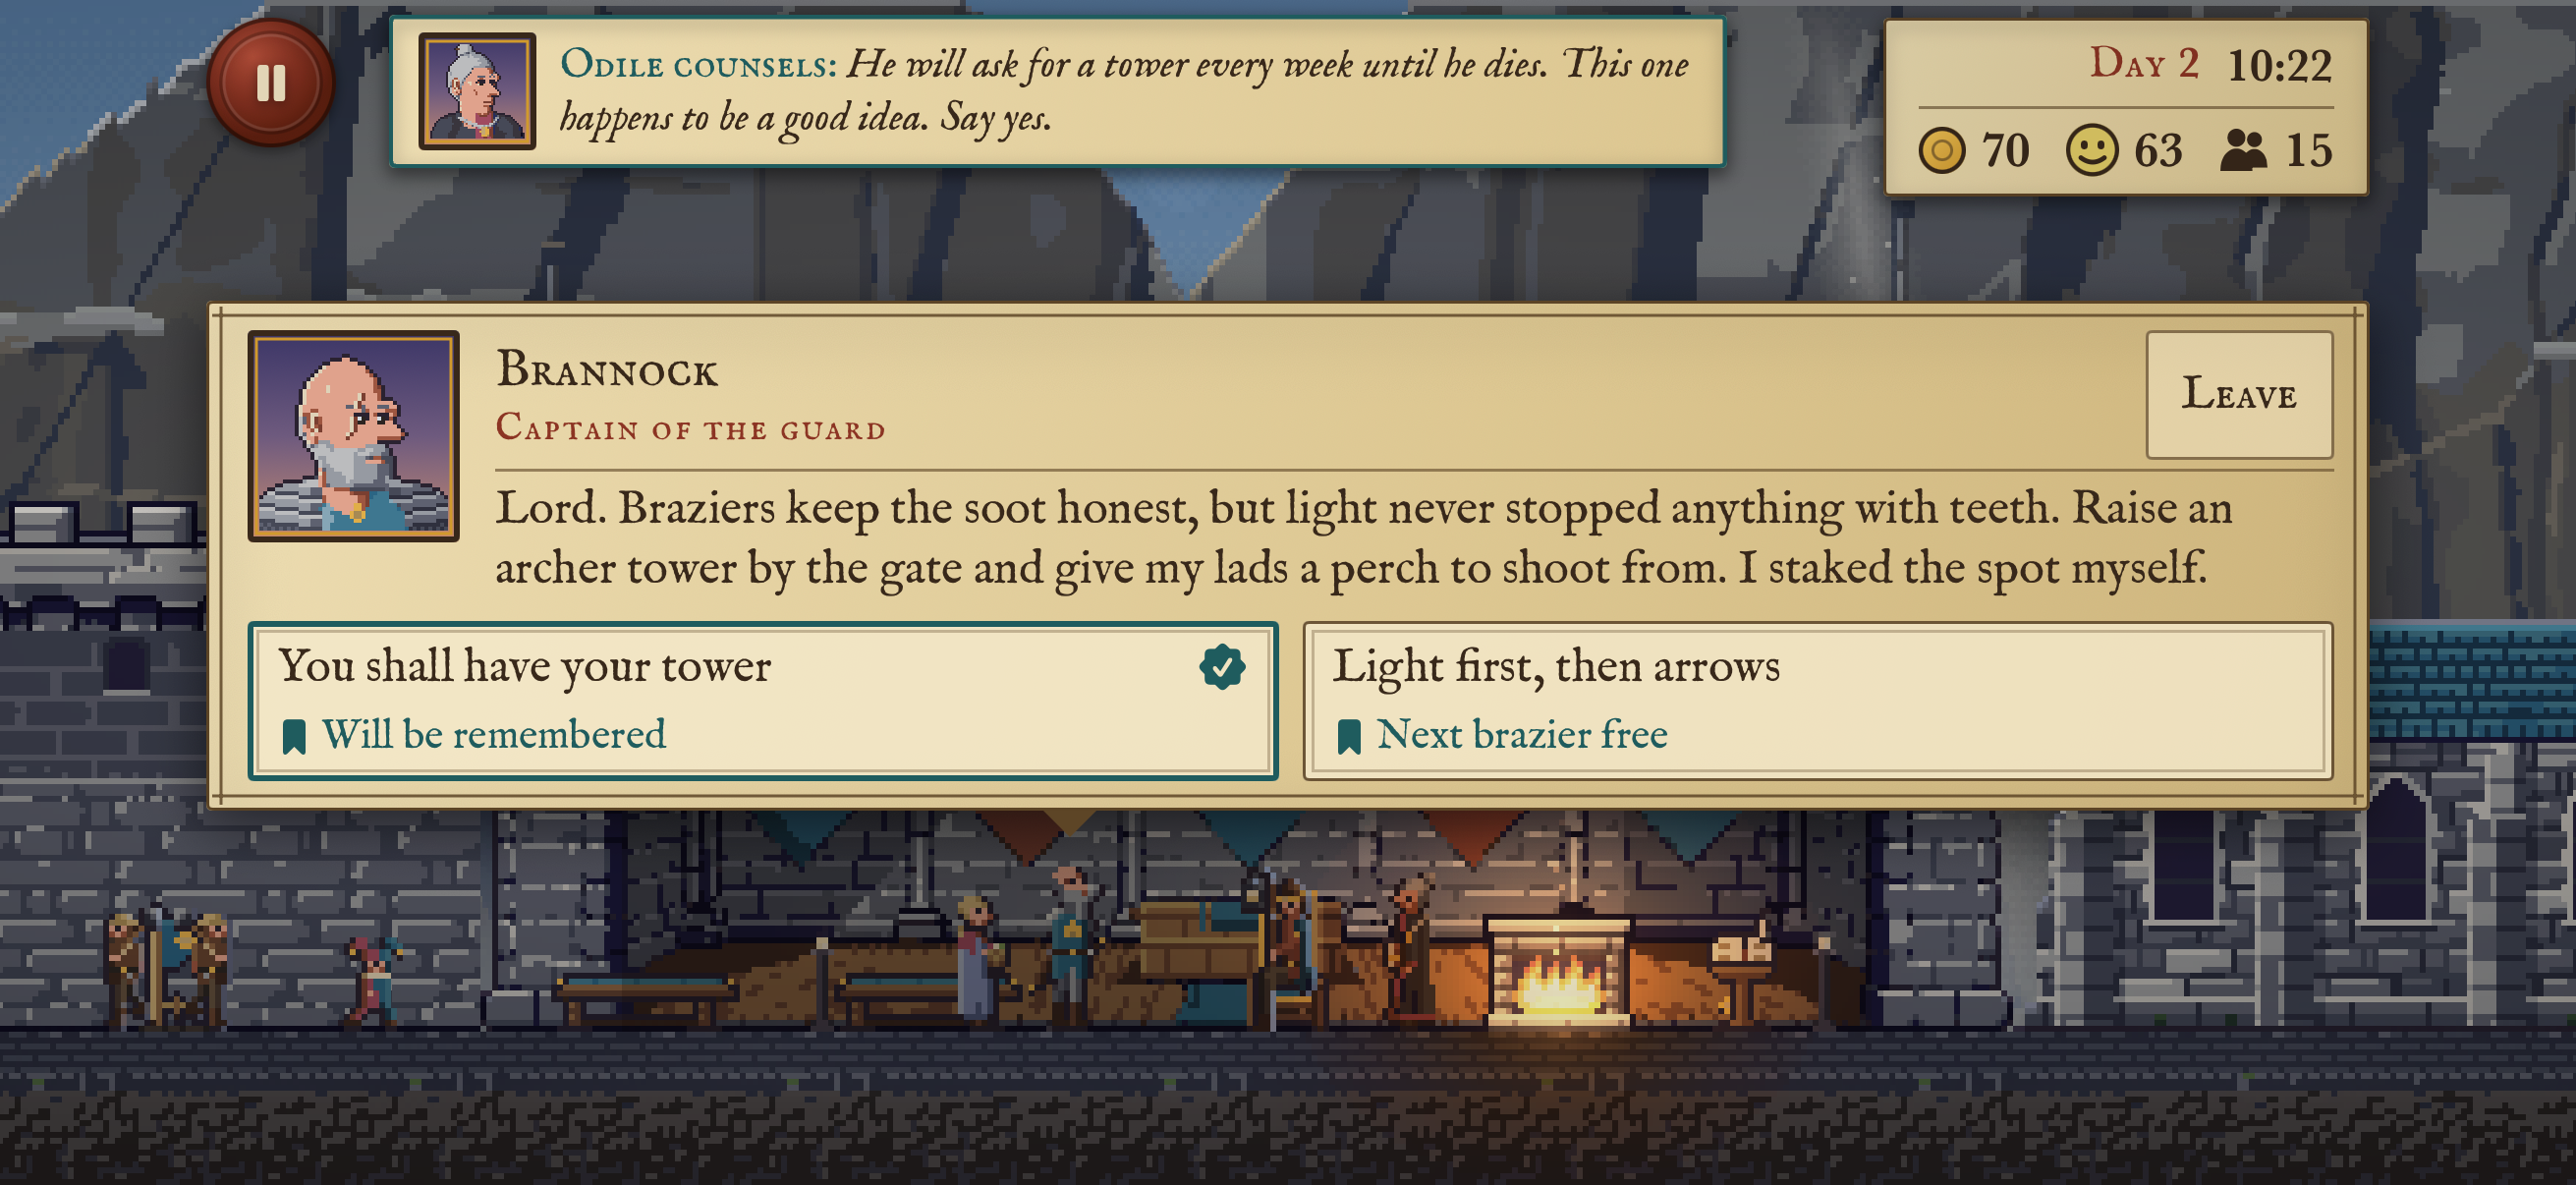 Odile counsels: He will ask for a tower every week until he dies. This one
happens to be a good idea. Say yes.
Day 2 10:22
70 63 15
Brannock
Captain of the guard
Leave
Lord. Braziers keep the soot honest, but light never stopped anything with teeth. Raise an
archer tower by the gate and give my lads a perch to shoot from. I staked the spot myself.
You shall have your tower
Will be remembered
Light first, then arrows
Next brazier free